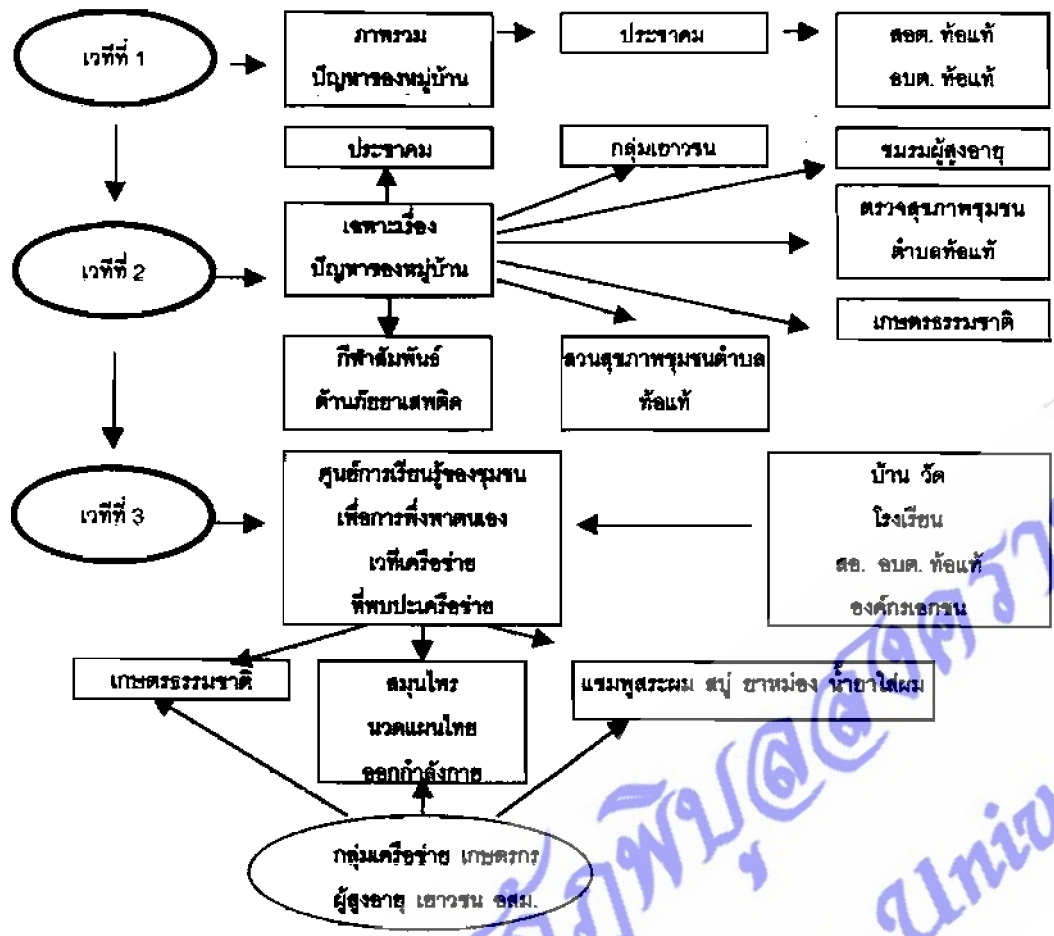 เวทีที่ 1
ภาพรวม
ปัญหาของหมู่บ้าน
ประชาคม
สอต. ท้อแท้
อบต. ท้อแท้
ประชาคม
กลุ่มเยาวชน
ชมรมผู้สูงอายุ
เวทีที่ 2
เฉพาะเรื่อง
ปัญหาของหมู่บ้าน
ตรวจสุขภาพชุมชน
ตำบลท้อแท้
เกษตรธรรมชาติ
กีฬาสัมพันธ์
ต้านภัยยาเสพติด
สวนสุขภาพชุมชนตำบล
ท้อแท้
เวทีที่ 3
ศูนย์การเรียนรู้ของชุมชน
เพื่อการพึ่งพาตนเอง
เวทีเครือข่าย
ที่พบปะเครือข่าย
บ้าน วัด
โรงเรียน
สอ. อบต. ท้อแท้
องค์กรเอกชน
เกษตรธรรมชาติ
สมุนไพร
นวดแผนไทย
ออกกำลังกาย
แชมพูสระผม สบู่ ยาหม่อง น้ำยาใส่ผม
กลุ่มเครือข่าย เกษตรกร
ผู้สูงอายุ เยาวชน อสม.